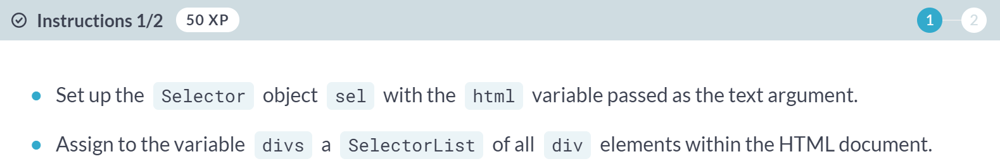 Instructions 1/2 50 XP 1 2
Set up the Selector object sel with the html variable passed as the text argument.
Assign to the variable divs a SelectorList of all div elements within the HTML document.